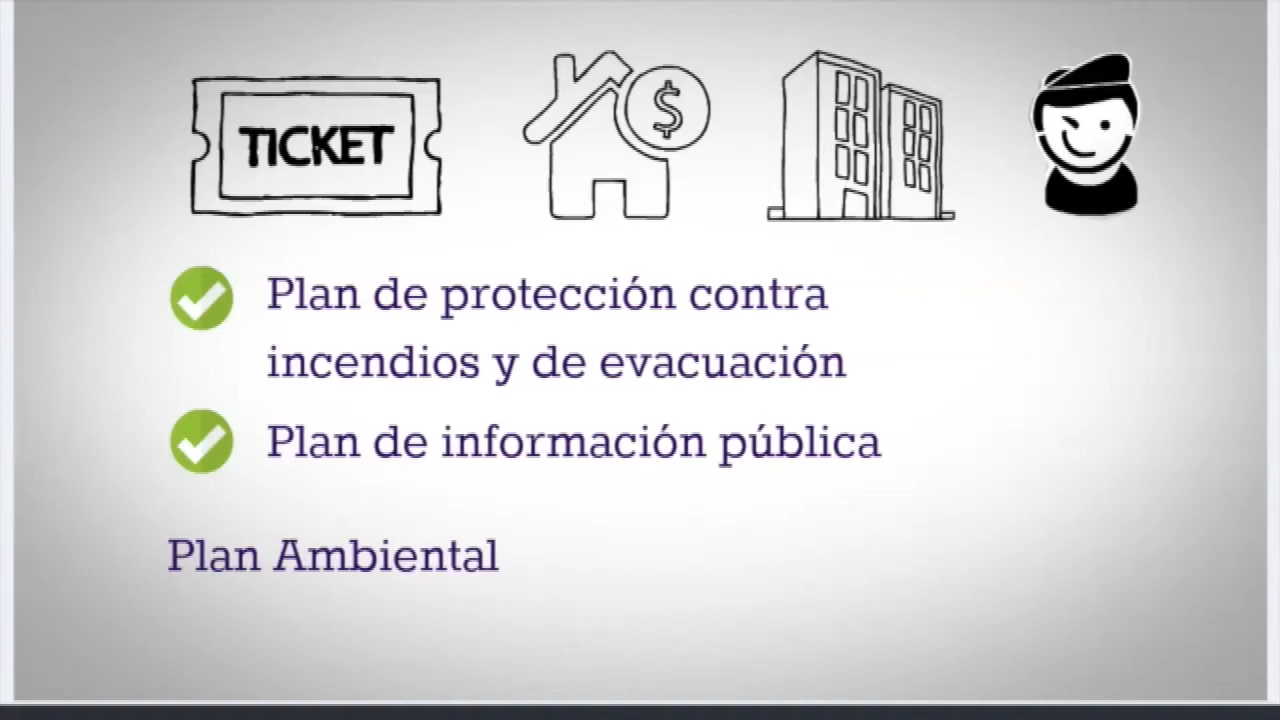 TICKET
$
Plan de protección contra
incendios y de evacuación
Plan de información pública
Plan Ambiental